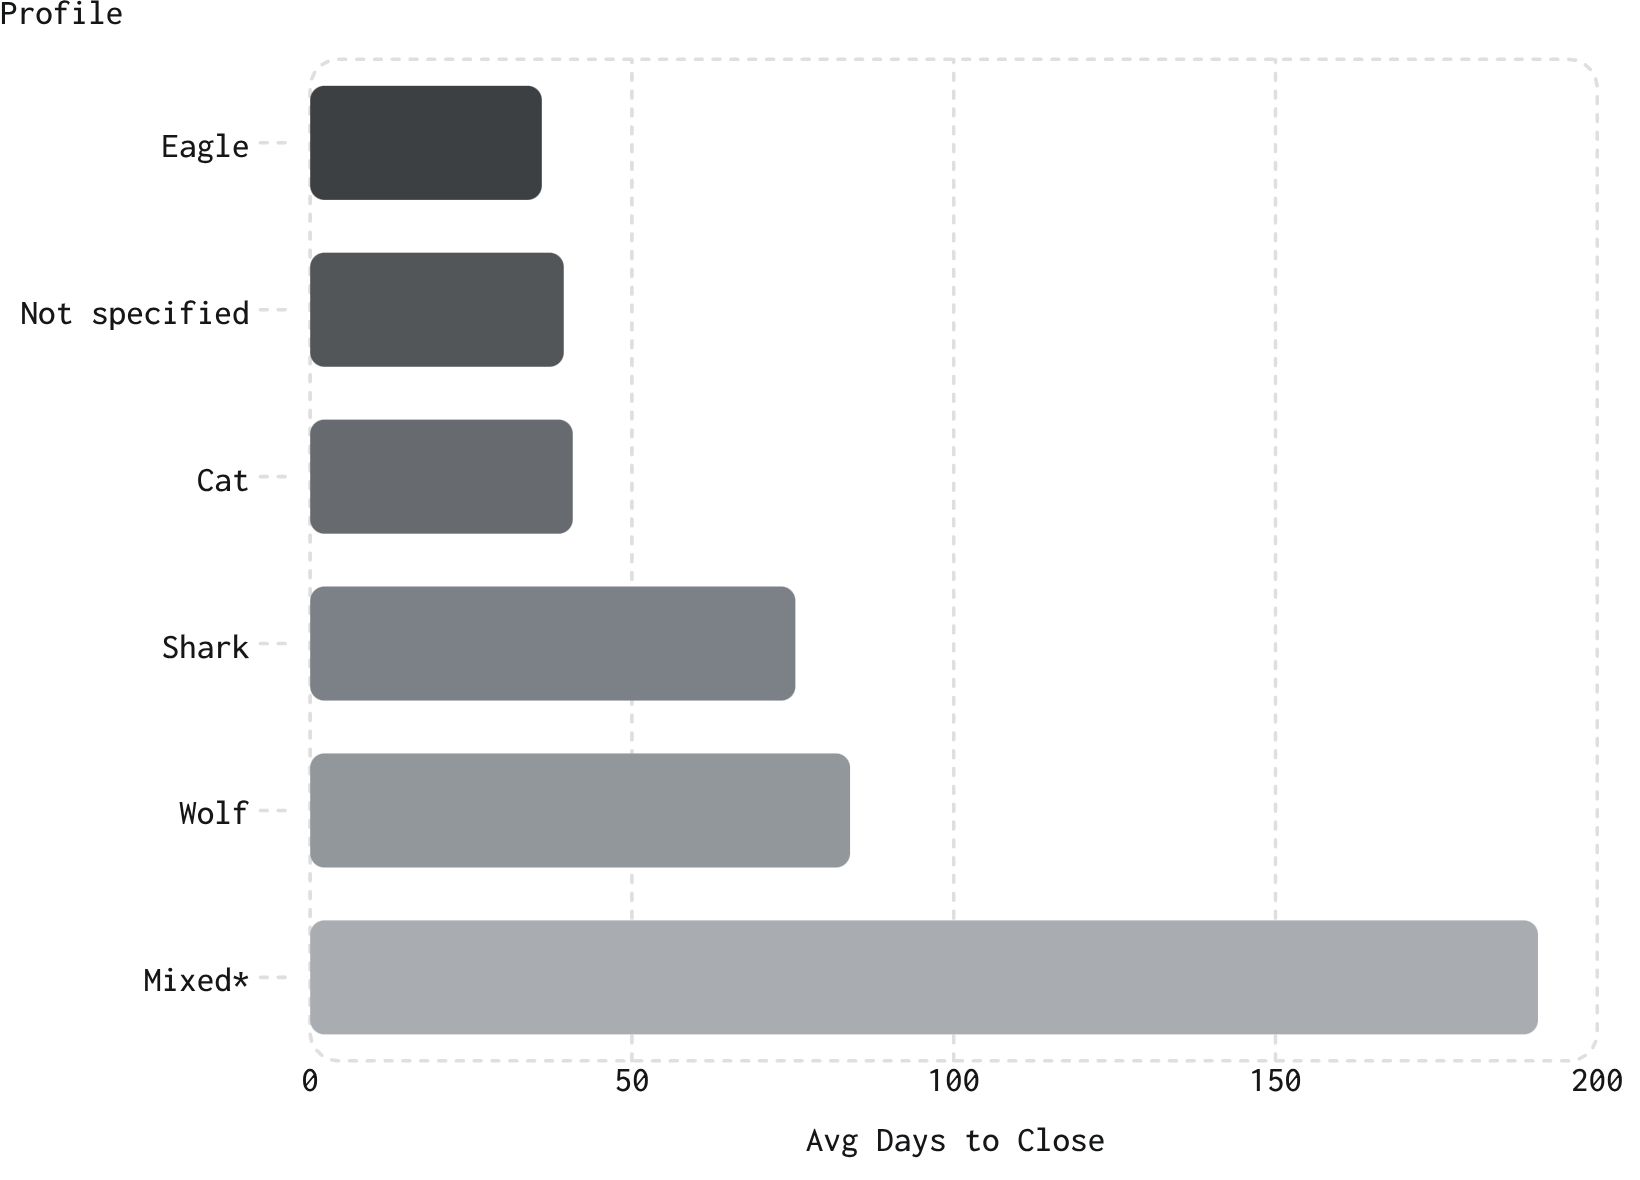 Profile
Eagle
Not specified
Cat
Shark
Wolf
Mixed*
0 50 100 150 200
Avg Days to Close